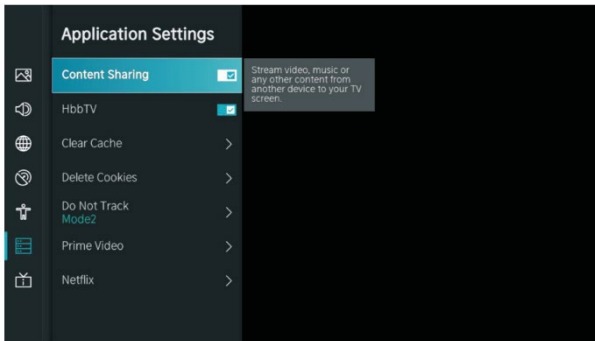 Application Settings
Content Sharing
Stream video, music or
any other content from
another device to your TV
screen.
HbbTV
Clear Cache
Delete Cookies
Do Not Track
Mode2
Prime Video
Netflix